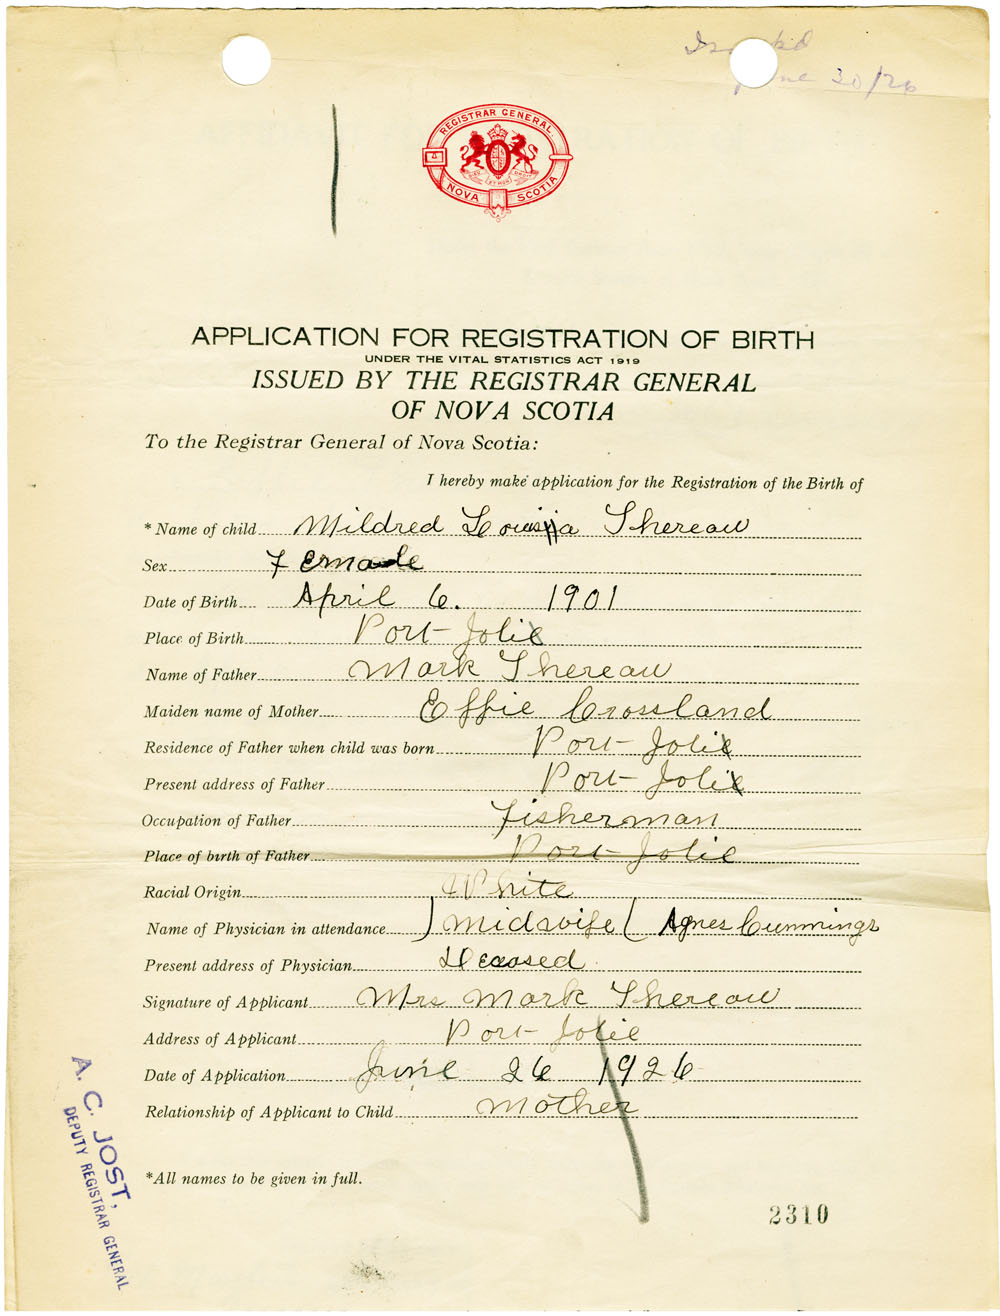 June 30/26
REGISTRAR GENERAL.
NOVA SCOTIA
APPLICATION FOR REGISTRATION OF BIRTH
UNDER THE VITAL STATISTICS ACT 1919
ISSUED BY THE REGISTRAR GENERAL
OF NOVA SCOTIA
To the Registrar General of Nova Scotia:
I hereby make application for the Registration of the Birth of
* Name of child Mildred Louisa Thereau
Sex Female
Date of Birth April 6. 1901
Place of Birth Port Jolie
Name of Father Mark Thereau
Maiden name of Mother Effie Crossland
Residence of Father when child was born Port Jolie
Present address of Father Port Jolie
Occupation of Father Fisherman
Place of birth of Father Port Jolie
Racial Origin White
Name of Physician in attendance ) Midwife ( Agnes Cummings
Present address of Physician Deceased
Signature of Applicant Mrs Mark Thereau
Address of Applicant Port Jolie
Date of Application June 26 1926
Relationship of Applicant to Child Mother
*All names to be given in full.
A. C. JOST,
DEPUTY REGISTRAR GENERAL
2310